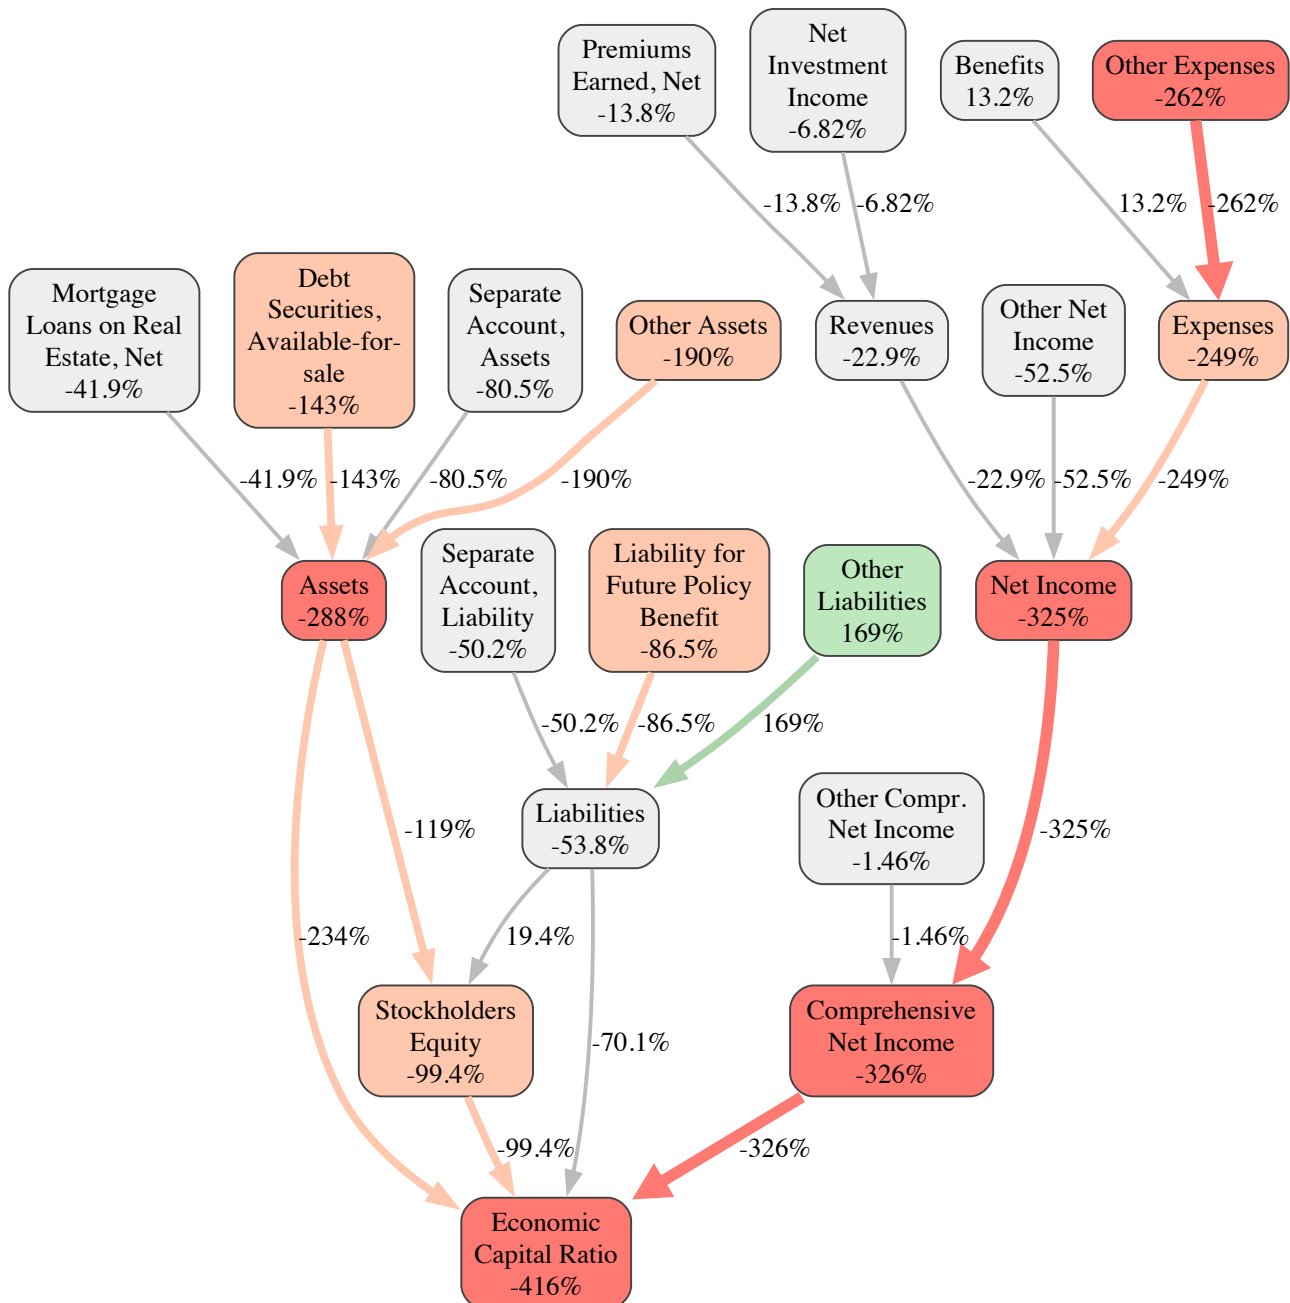 Premiums
Earned, Net
-13.8%
Net
Investment
Income
-6.82%
Benefits
13.2%
Other Expenses
-262%
-13.8%
-6.82%
13.2%
-262%
Mortgage
Loans on Real
Estate, Net
-41.9%
Debt
Securities,
Available-for-
sale
-143%
Separate
Account,
Assets
-80.5%
Other Assets
-190%
Revenues
-22.9%
Other Net
Income
-52.5%
Expenses
-249%
-41.9%
-143%
-80.5%
-190%
-22.9%
-52.5%
-249%
Assets
-288%
Separate
Account,
Liability
-50.2%
Liability for
Future Policy
Benefit
-86.5%
Other
Liabilities
169%
Net Income
-325%
-50.2%
-86.5%
169%
-119%
Liabilities
-53.8%
Other Compr.
Net Income
-1.46%
-325%
-234%
19.4%
-1.46%
Stockholders
Equity
-99.4%
-70.1%
Comprehensive
Net Income
-326%
-99.4%
-326%
Economic
Capital Ratio
-416%